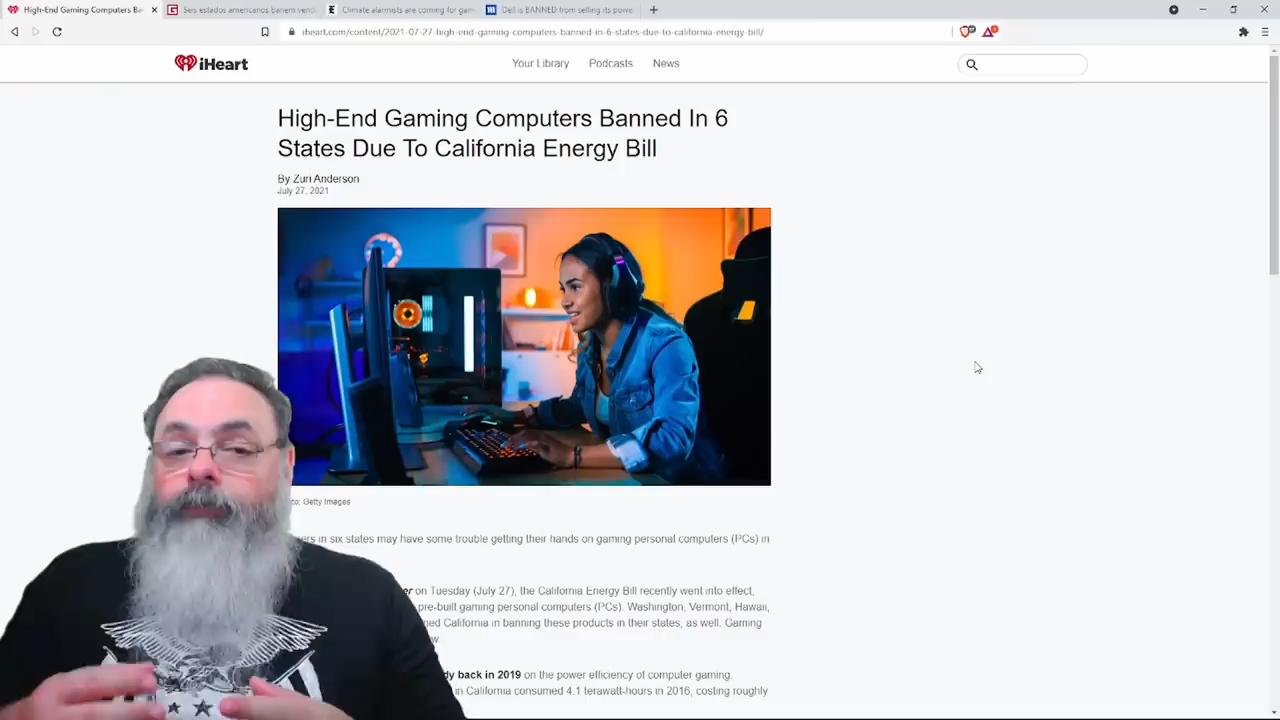 High-End Gaming Computers Ba
Seis estados americanos banem vend
Climate alarmists are coming for gam
Dell is BANNED from selling its powe
iheart.com/content/2021-07-27-high-end-gaming-computers-banned-in-6-states-due-to-california-energy-bill/
iHeart
Your Library
Podcasts
News
High-End Gaming Computers Banned In 6
States Due To California Energy Bill
By Zuri Anderson
July 27, 2021
Getty Images
in six states may have some trouble getting their hands on gaming personal computers (PCs) in
on Tuesday (July 27), the California Energy Bill recently went into effect,
pre-built gaming personal computers (PCs). Washington, Vermont, Hawaii,
California in banning these products in their states, as well. Gaming
back in 2019 on the power efficiency of computer gaming.
in California consumed 4.1 terawatt-hours in 2016, costing roughly